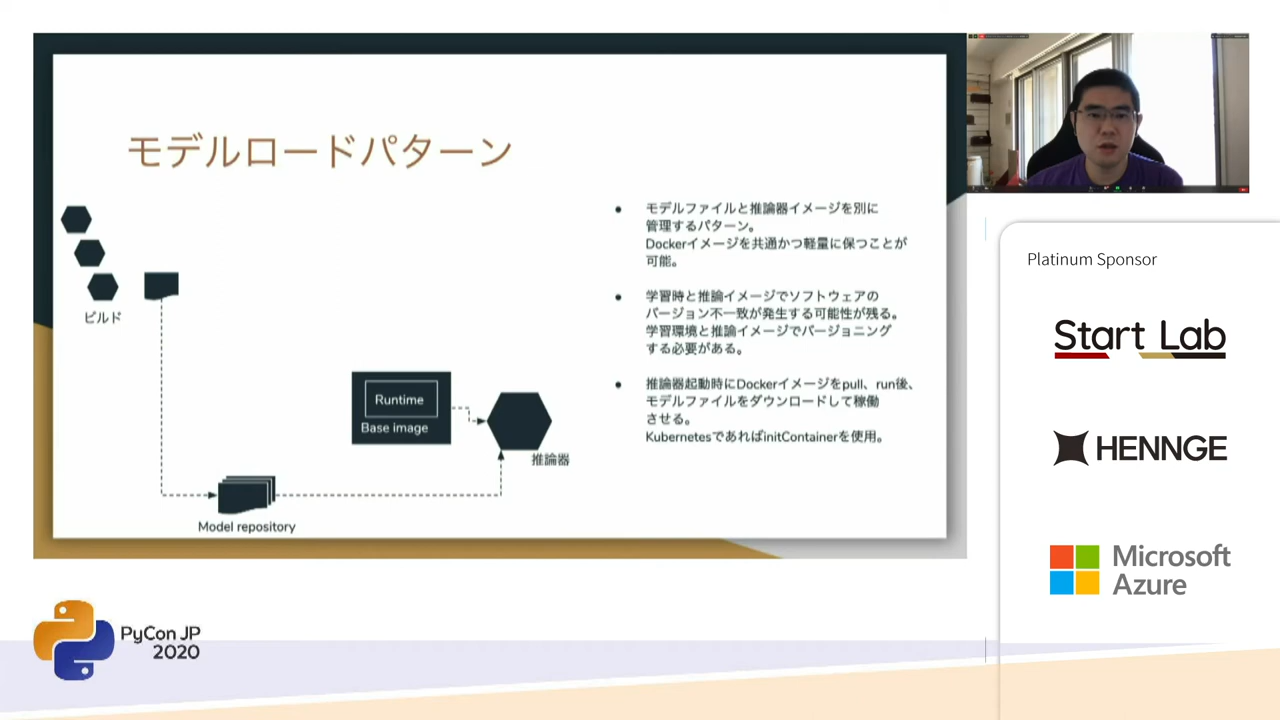 モデルロードパターン
ビルド
Runtime
Base image
推論器
Model repository
● モデルファイルと推論器イメージを別に
管理するパターン。
Dockerイメージを共通かつ軽量に保つことが
可能。
● 学習時と推論イメージでソフトウェアの
バージョン不一致が発生する可能性が残る。
学習環境と推論イメージでバージョニング
する必要がある。
● 推論器起動時にDockerイメージをpull、run後、
モデルファイルをダウンロードして稼働
させる。
KubernetesであればinitContainerを使用。
Platinum Sponsor
Start Lab
HENNGE
Microsoft
Azure
PyCon JP
2020